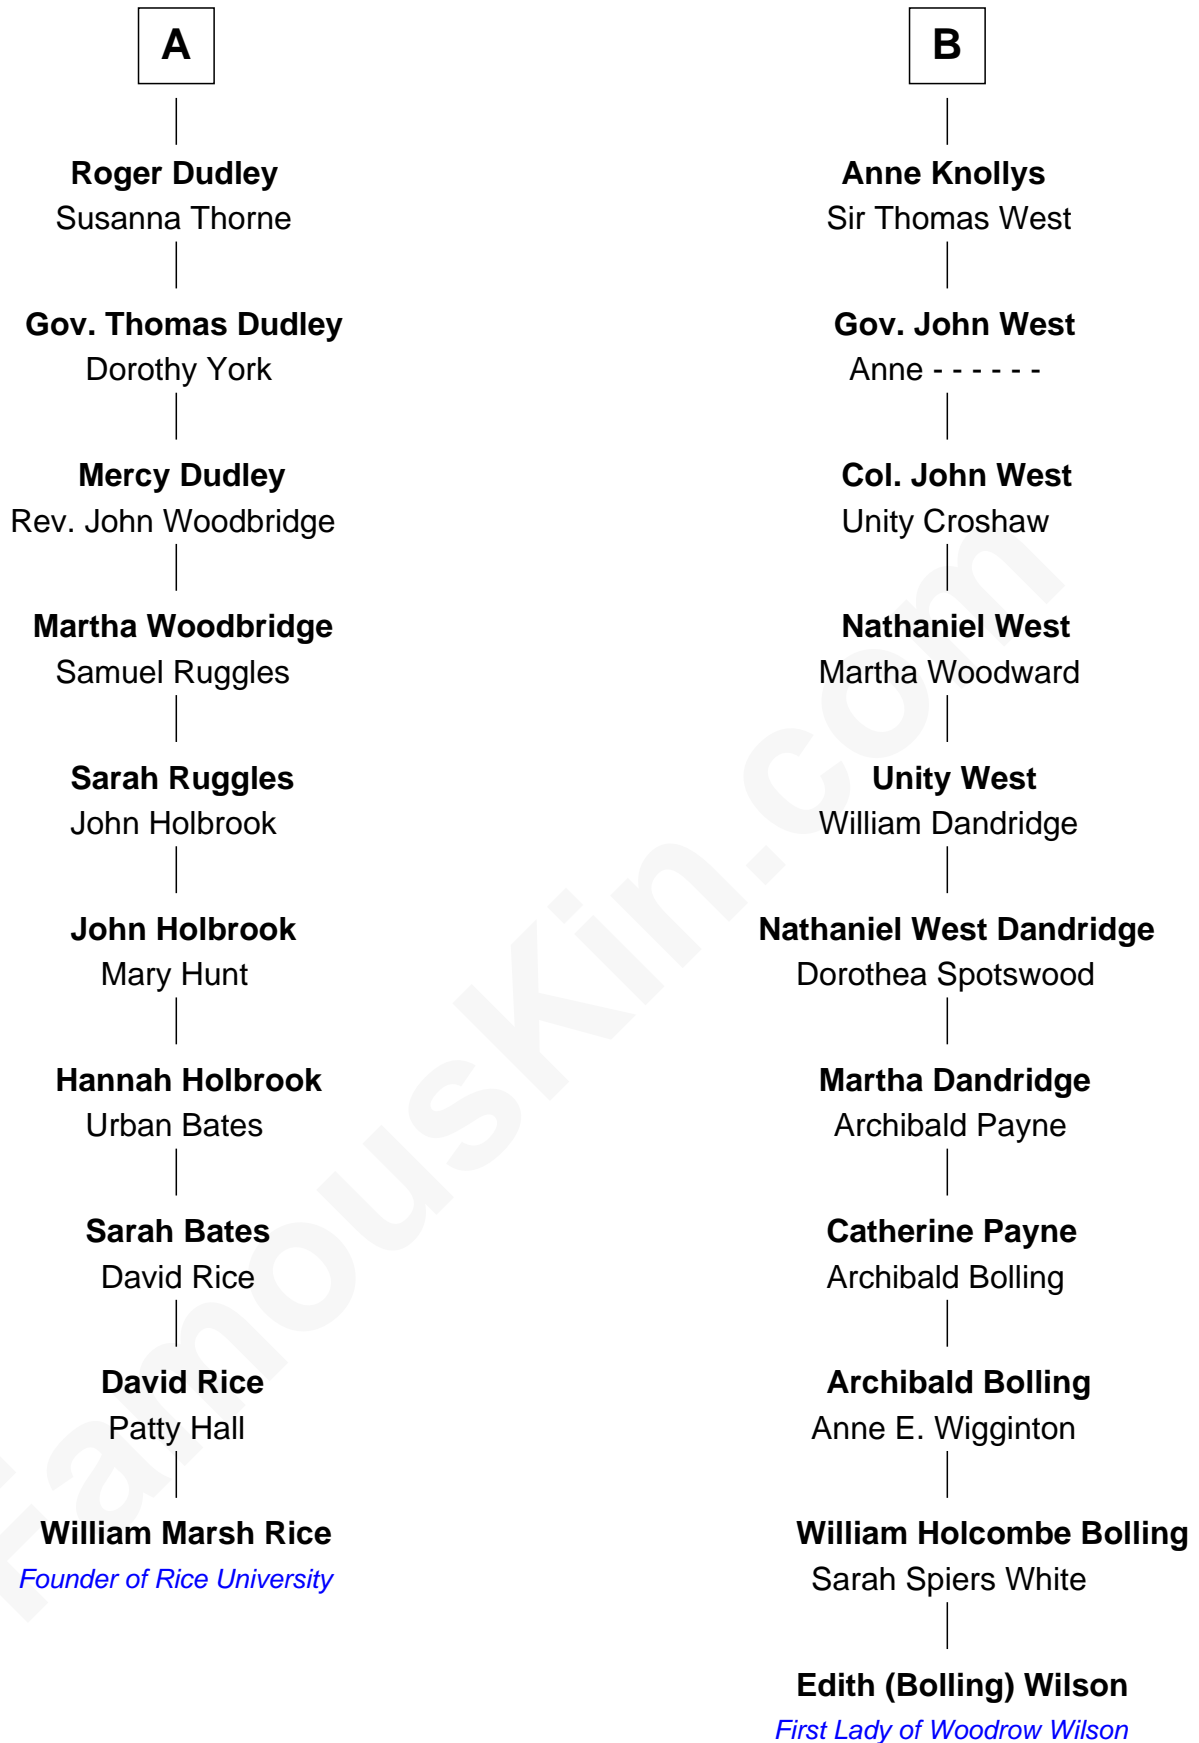 A
Roger Dudley
Susanna Thorne
Gov. Thomas Dudley
Dorothy York
Mercy Dudley
Rev. John Woodbridge
Martha Woodbridge
Samuel Ruggles
Sarah Ruggles
John Holbrook
John Holbrook
Mary Hunt
Hannah Holbrook
Urban Bates
Sarah Bates
David Rice
David Rice
Patty Hall
William Marsh Rice
Founder of Rice University
B
Anne Knollys
Sir Thomas West
Gov. John West
Anne - - - - - -
Col. John West
Unity Croshaw
Nathaniel West
Martha Woodward
Unity West
William Dandridge
Nathaniel West Dandridge
Dorothea Spotswood
Martha Dandridge
Archibald Payne
Catherine Payne
Archibald Bolling
Archibald Bolling
Anne E. Wigginton
William Holcombe Bolling
Sarah Spiers White
Edith (Bolling) Wilson
First Lady of Woodrow Wilson
FamousKin.com